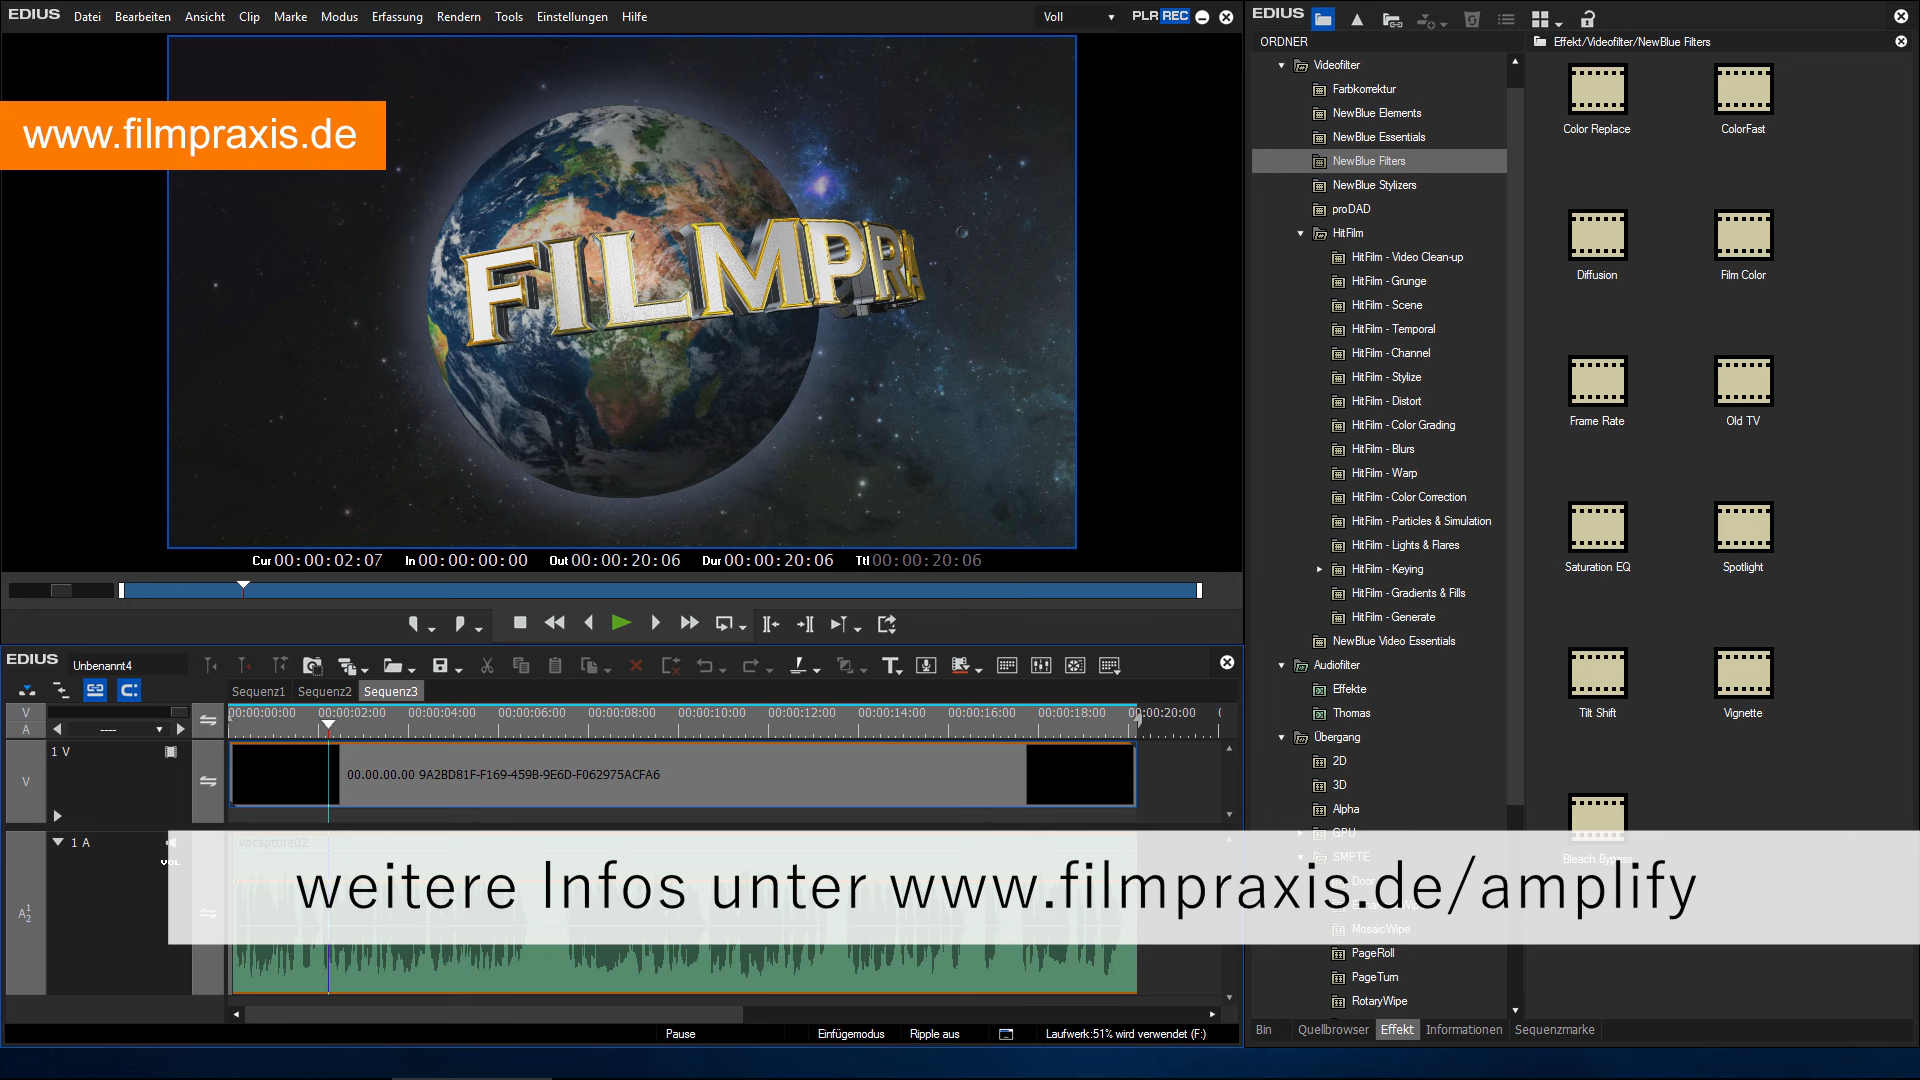 EDIUS Datei Bearbeiten Ansicht Clip Marke Modus Erfassung Rendern Tools Einstellungen Hilfe Voll PLR REC
www.filmpraxis.de
FILMPRA
Cur 00:00:02:07 In 00:00:00:00 Out 00:00:20:06 Dur 00:00:20:06 Ttl 00:00:20:06
EDIUS Unbenannt4
Sequenz1 Sequenz2 Sequenz3
00:00:00:00 00:00:02:00 00:00:04:00 00:00:06:00 00:00:08:00 00:00:10:00 00:00:12:00 00:00:14:00 00:00:16:00 00:00:18:00 00:00:20:00
V
A
----
1 V
V
00.00.00.00 9A2BD81F-F169-459B-9E6D-F062975ACFA6
1 A
vocapture02
VOL
A 1 2
weitere Infos unter www.filmpraxis.de/amplify
Pause Einfügemodus Ripple aus Laufwerk:51% wird verwendet (F:)
EDIUS
ORDNER
Videofilter
Farbkorrektur
NewBlue Elements
NewBlue Essentials
NewBlue Filters
NewBlue Stylizers
proDAD
HitFilm
HitFilm - Video Clean-up
HitFilm - Grunge
HitFilm - Scene
HitFilm - Temporal
HitFilm - Channel
HitFilm - Stylize
HitFilm - Distort
HitFilm - Color Grading
HitFilm - Blurs
HitFilm - Warp
HitFilm - Color Correction
HitFilm - Particles & Simulation
HitFilm - Lights & Flares
HitFilm - Keying
HitFilm - Gradients & Fills
HitFilm - Generate
NewBlue Video Essentials
Audiofilter
Effekte
Thomas
Übergang
2D
3D
Alpha
GPU
SMPTE
Door
MosaicWipe
PageRoll
PageTurn
RotaryWipe
Effekt/Videofilter/NewBlue Filters
Color Replace ColorFast
Diffusion Film Color
Frame Rate Old TV
Saturation EQ Spotlight
Tilt Shift Vignette
Bleach Bypass
Bin Quellbrowser Effekt Informationen Sequenzmarke